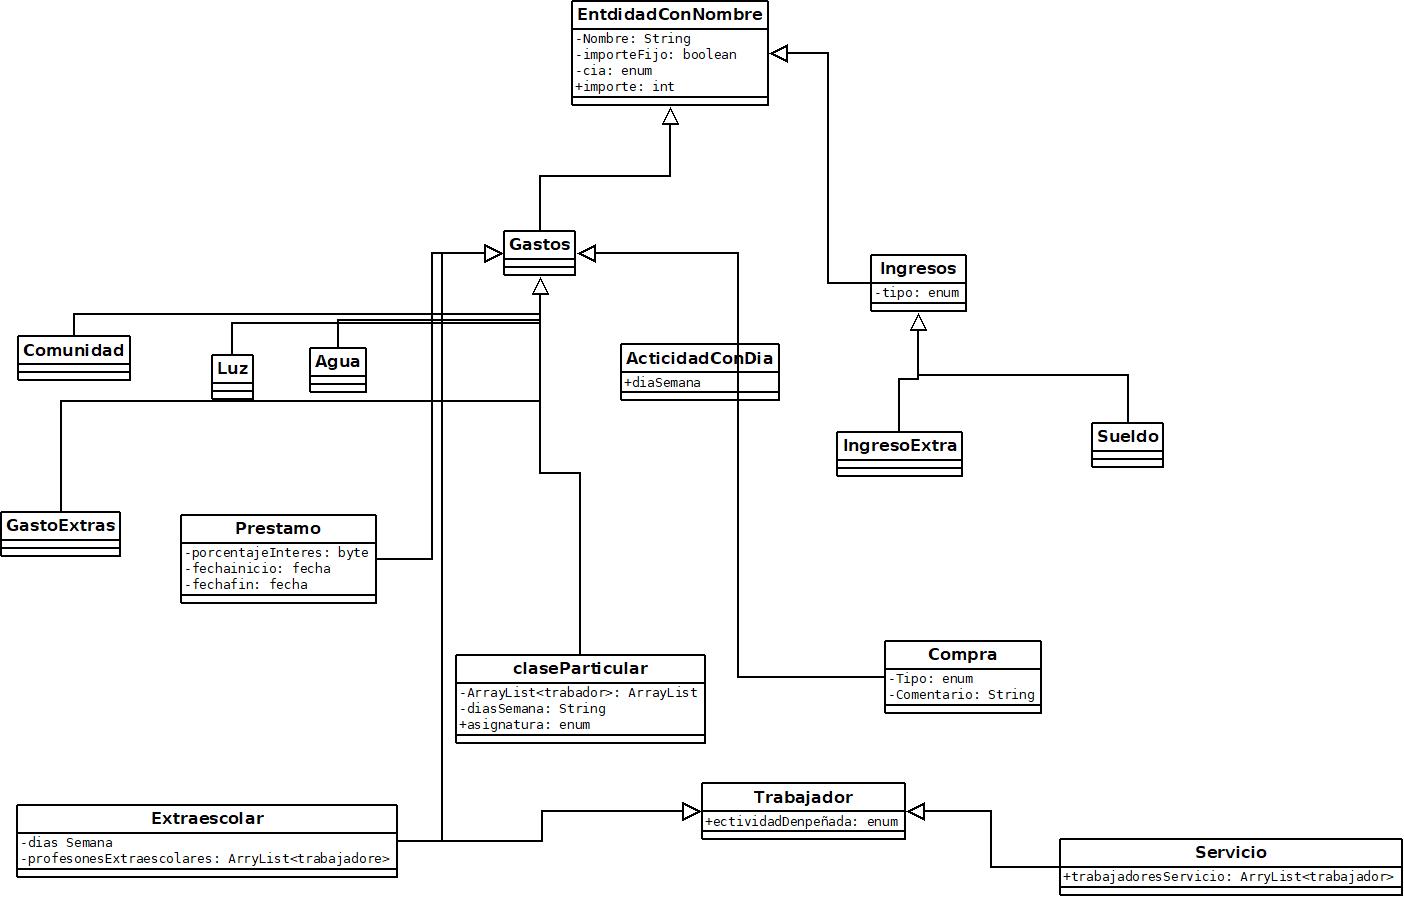 EntdidadConNombre
-Nombre: String
-importeFijo: boolean
-cia: enum
+importe: int
Gastos
Ingresos
-tipo: enum
Comunidad
Luz
Agua
ActicidadConDia
+diaSemana
IngresoExtra
Sueldo
GastoExtras
Prestamo
-porcentajeInteres: byte
-fechainicio: fecha
-fechafin: fecha
claseParticular
-ArrayList<trabador>: ArrayList
-diasSemana: String
+asignatura: enum
Compra
-Tipo: enum
-Comentario: String
Trabajador
+ectividadDenpeñada: enum
Extraescolar
-dias Semana
-profesonesExtraescolares: ArryList<trabajadore>
Servicio
+trabajadoresServicio: ArryList<trabajador>